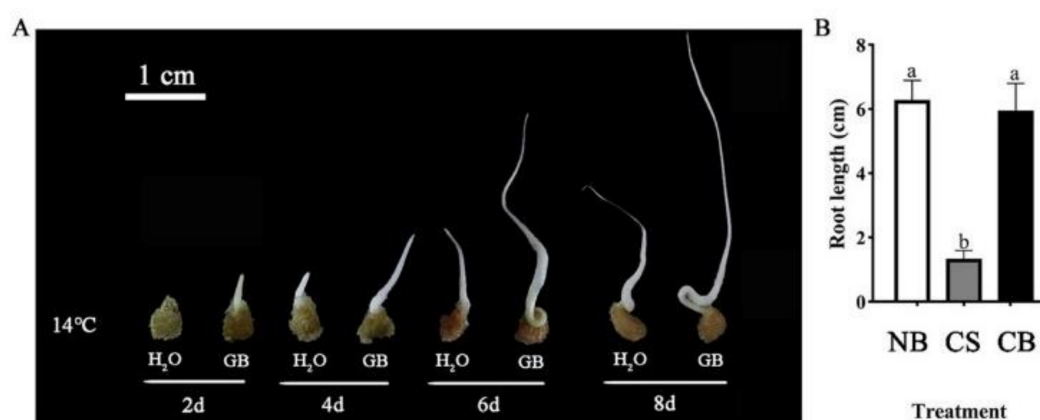 A
1 cm
14℃
H₂O GB H₂O GB H₂O GB H₂O GB
2d 4d 6d 8d
B
Root length (cm)
8
6
4
2
0
a b a
NB CS CB
Treatment